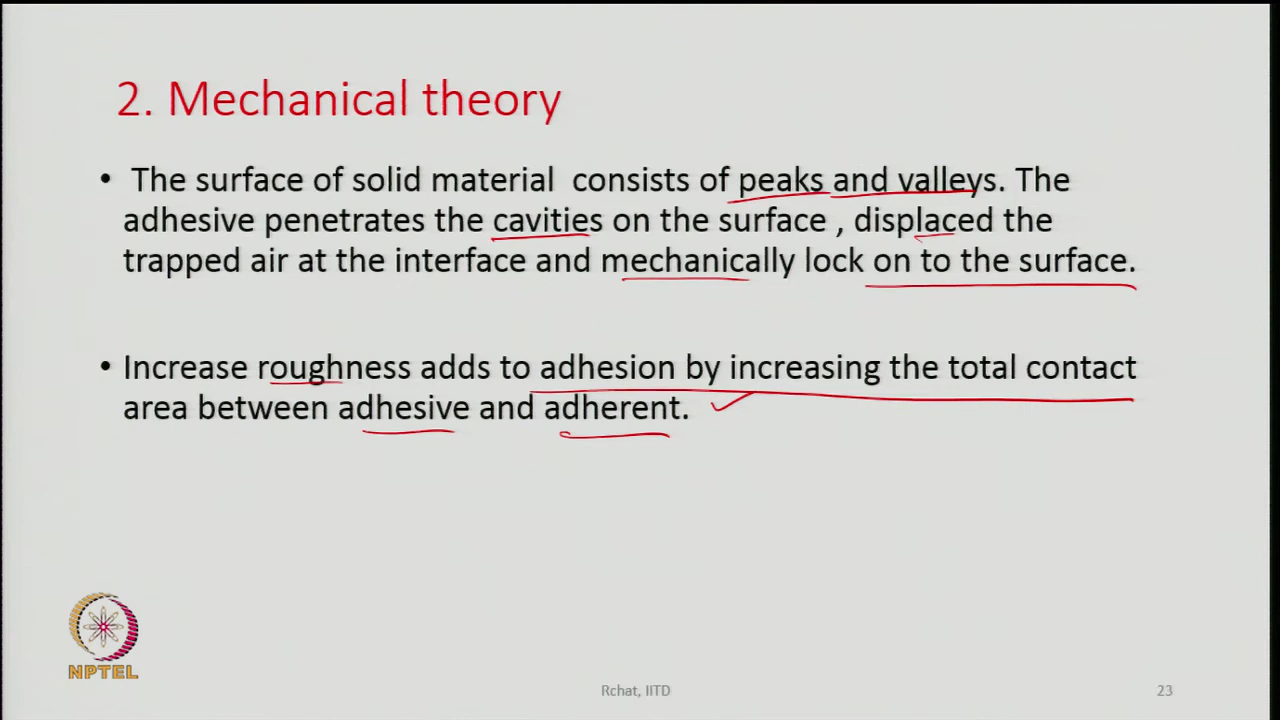 2. Mechanical theory
• The surface of solid material consists of peaks and valleys. The
adhesive penetrates the cavities on the surface , displaced the
trapped air at the interface and mechanically lock on to the surface.
• Increase roughness adds to adhesion by increasing the total contact
area between adhesive and adherent.
NPTEL
Rchat, IITD
23